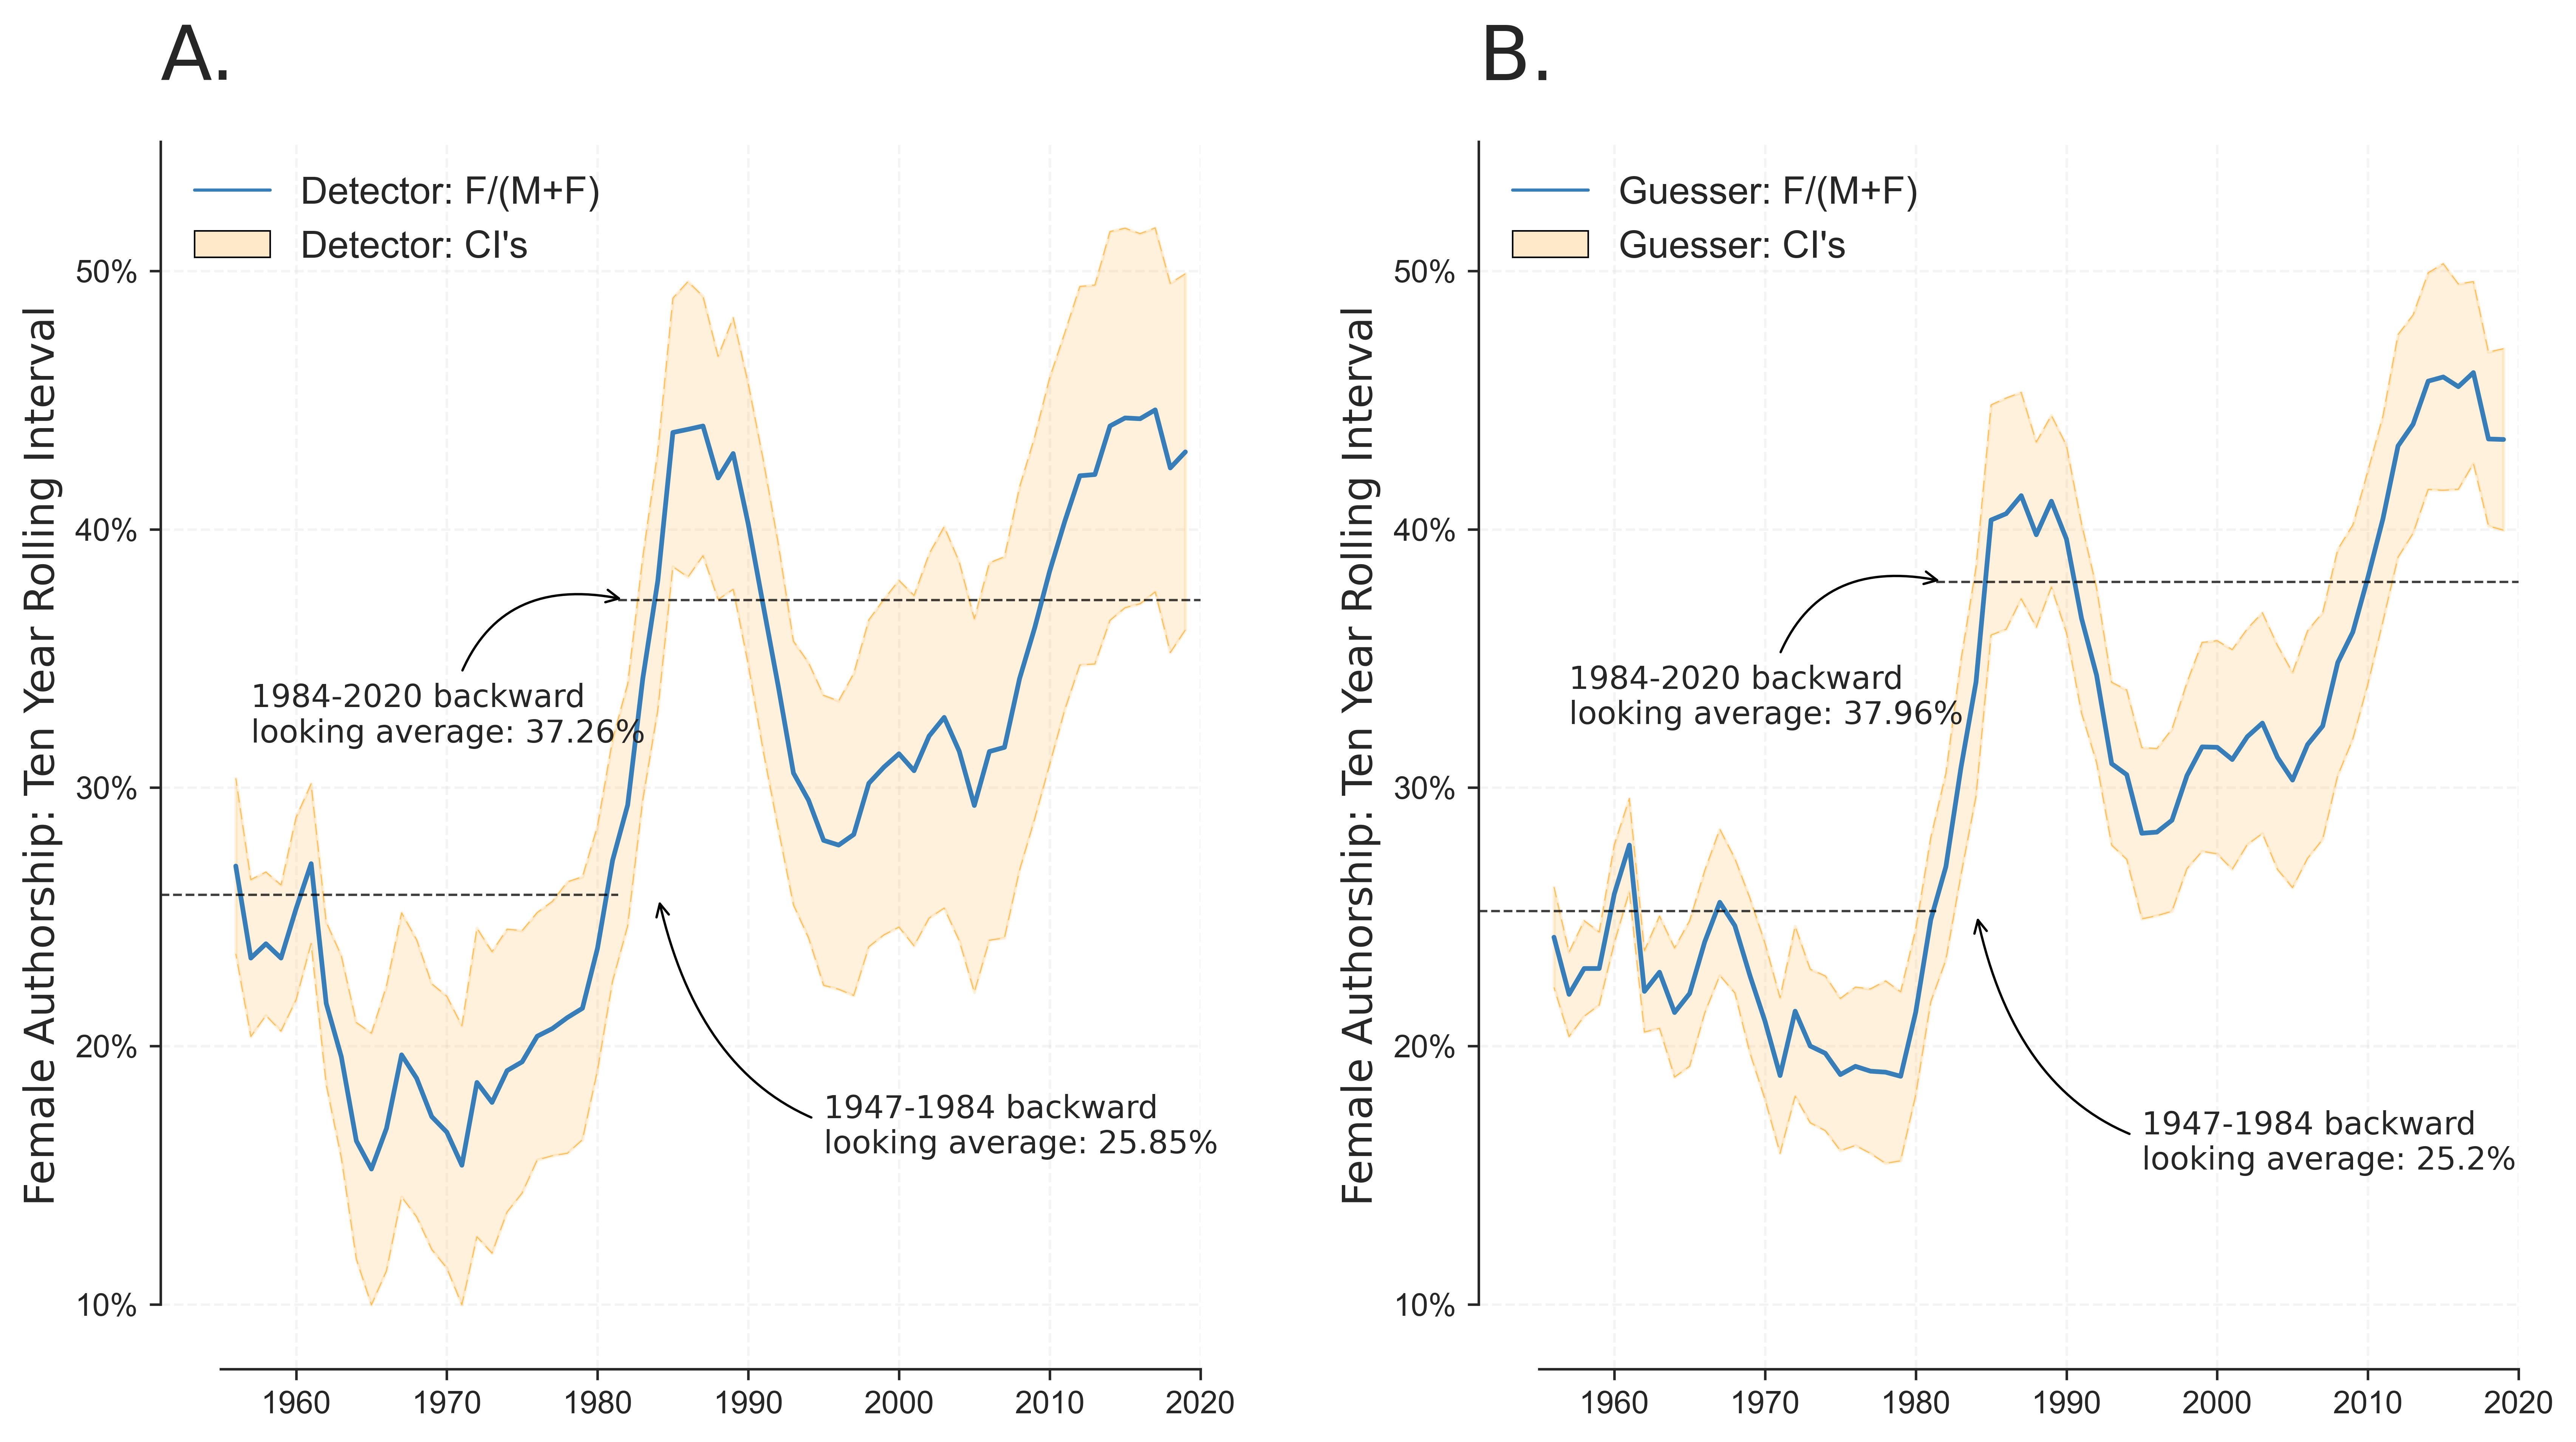 A.
Female Authorship: Ten Year Rolling Interval
Detector: F/(M+F)
Detector: CI's
50%
40%
30%
20%
10%
1984-2020 backward
looking average: 37.26%
1947-1984 backward
looking average: 25.85%
1960
1970
1980
1990
2000
2010
2020
B.
Female Authorship: Ten Year Rolling Interval
Guesser: F/(M+F)
Guesser: CI's
50%
40%
30%
20%
10%
1984-2020 backward
looking average: 37.96%
1947-1984 backward
looking average: 25.2%
1960
1970
1980
1990
2000
2010
2020